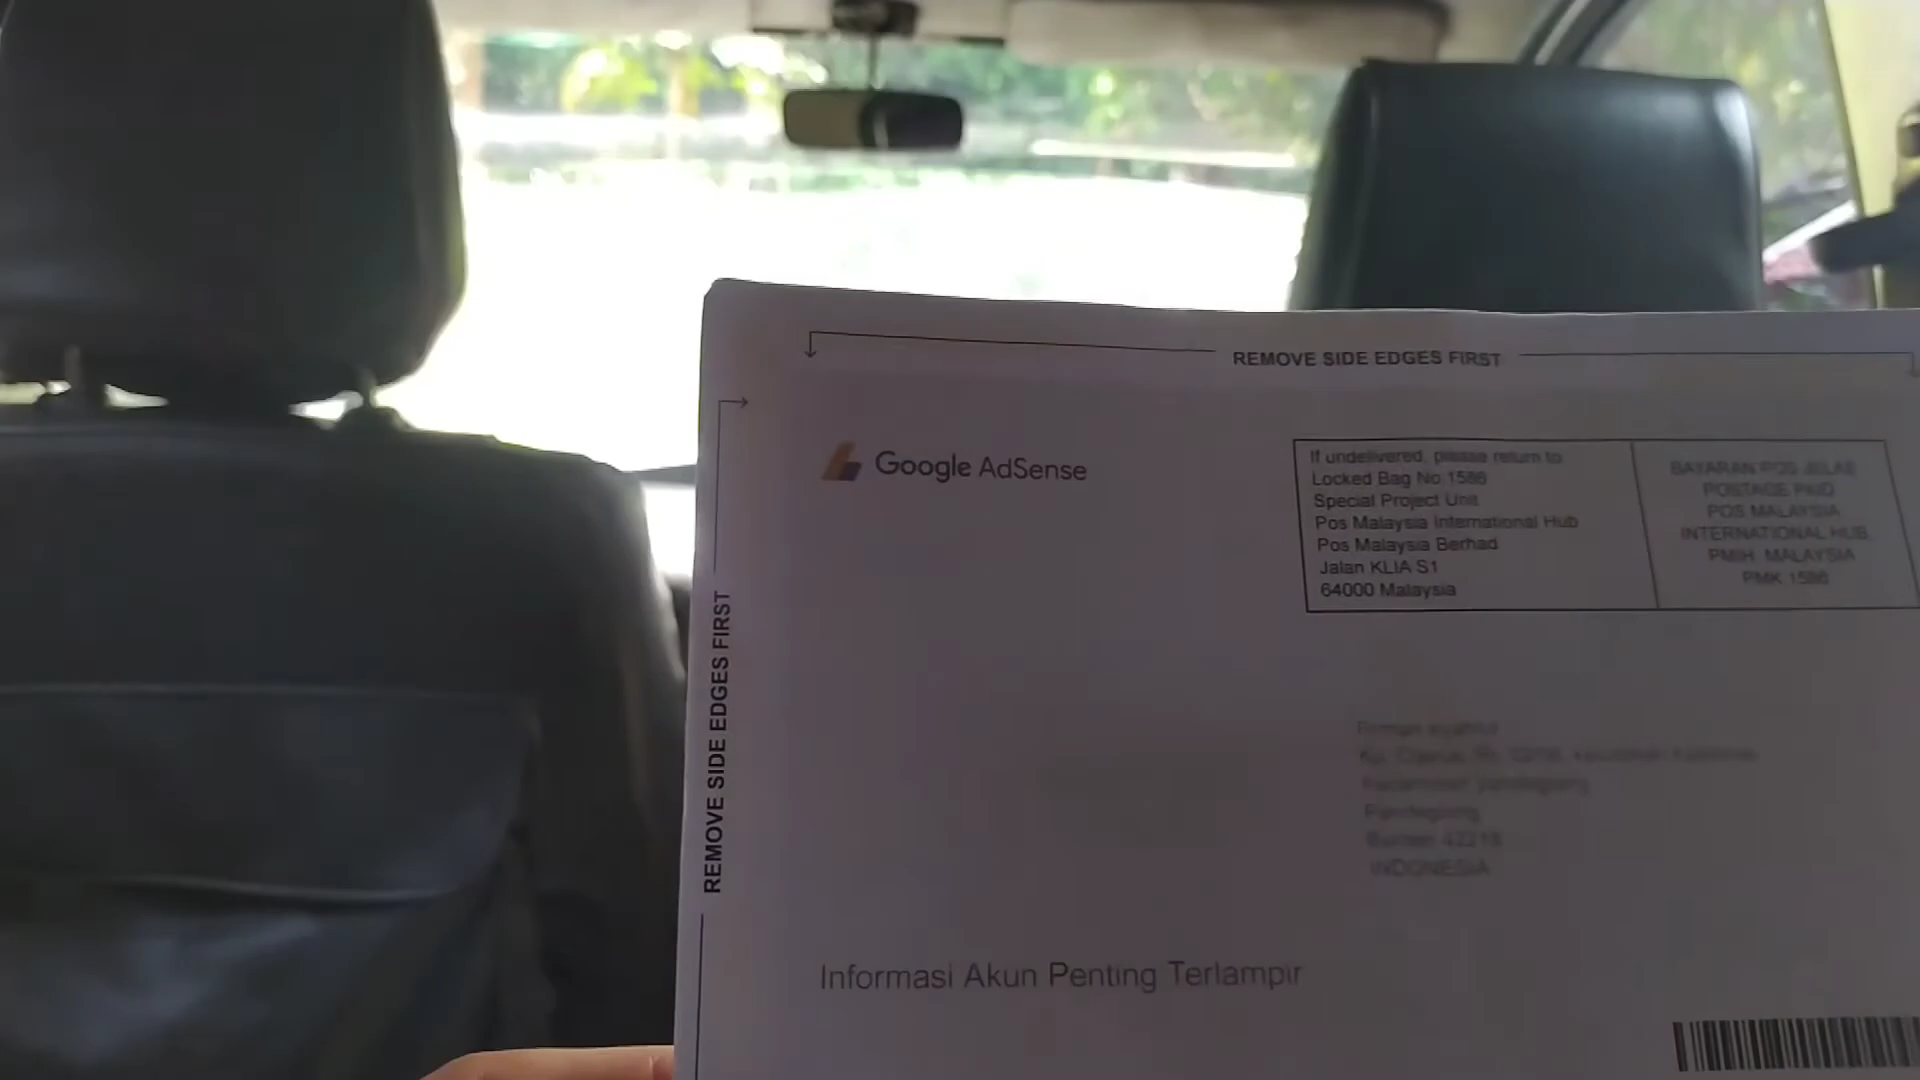 REMOVE SIDE EDGES FIRST
Google AdSense
If undelivered, please return to
Locked Bag No 1586
Special Project Unit
Pos Malaysia International Hub
Pos Malaysia Berhad
Jalan KLIA S1
64000 Malaysia
BAYARAN POS JELAS
POSTAGE PAID
POS MALAYSIA
INTERNATIONAL HUB
PMIH, MALAYSIA
PMK 1586
REMOVE SIDE EDGES FIRST
INDONESIA
Informasi Akun Penting Terlampir